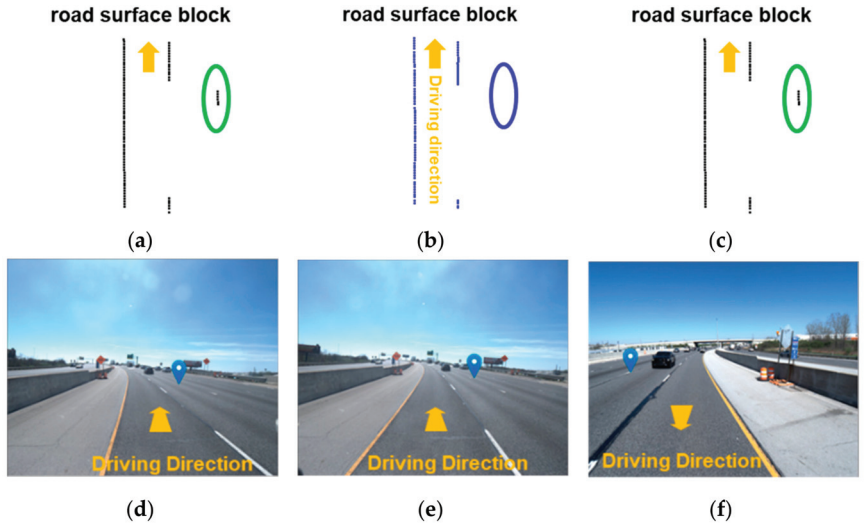 road surface block
road surface block
road surface block
Driving direction
(a)
(b)
(c)
Driving Direction
Driving Direction
Driving Direction
(d)
(e)
(f)